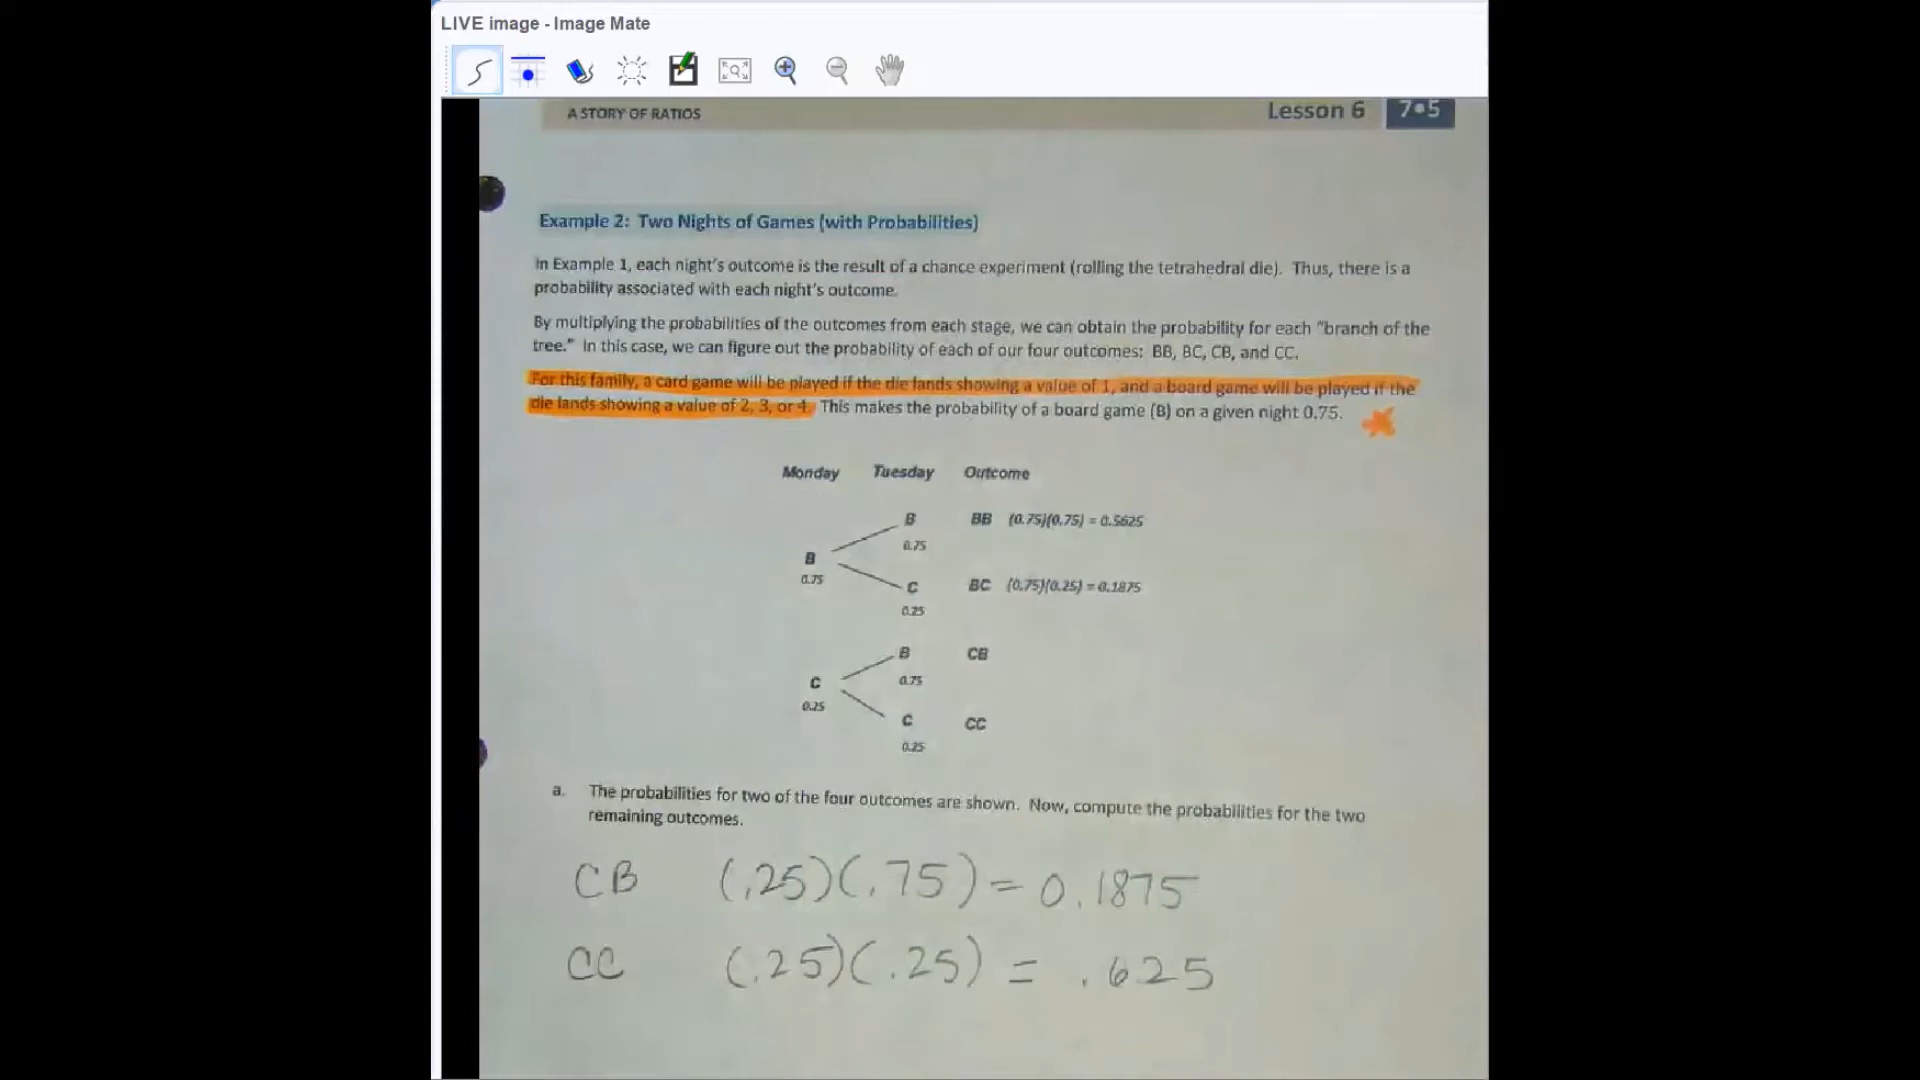 LIVE image - Image Mate
A STORY OF RATIOS
Lesson 6
7•5
Example 2: Two Nights of Games (with Probabilities)
In Example 1, each night's outcome is the result of a chance experiment (rolling the tetrahedral die). Thus, there is a
probability associated with each night's outcome.
By multiplying the probabilities of the outcomes from each stage, we can obtain the probability for each "branch of the
tree." In this case, we can figure out the probability of each of our four outcomes: BB, BC, CB, and CC.
For this family, a card game will be played if the die lands showing a value of 1, and a board game will be played if the
die lands showing a value of 2, 3, or 4. This makes the probability of a board game (B) on a given night 0.75.
Monday Tuesday Outcome
B BB (0.75)(0.75) = 0.5625
0.75
B
0.75
C BC (0.75)(0.25) = 0.1875
0.25
B CB
0.75
C
0.25
C CC
0.25
a. The probabilities for two of the four outcomes are shown. Now, compute the probabilities for the two
remaining outcomes.
CB (.25)(.75) = 0.1875
CC (.25)(.25) = .625